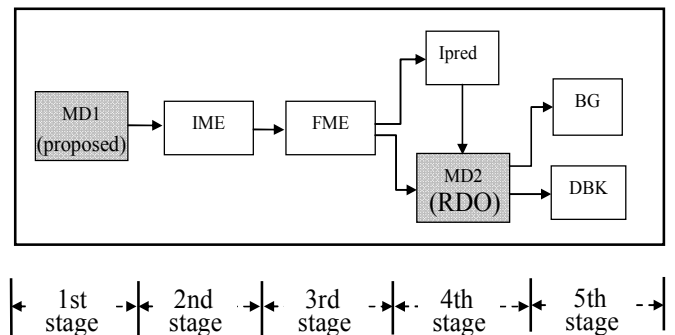 MD1
(proposed)
IME
FME
Ipred
MD2
(RDO)
BG
DBK
1st
stage
2nd
stage
3rd
stage
4th
stage
5th
stage